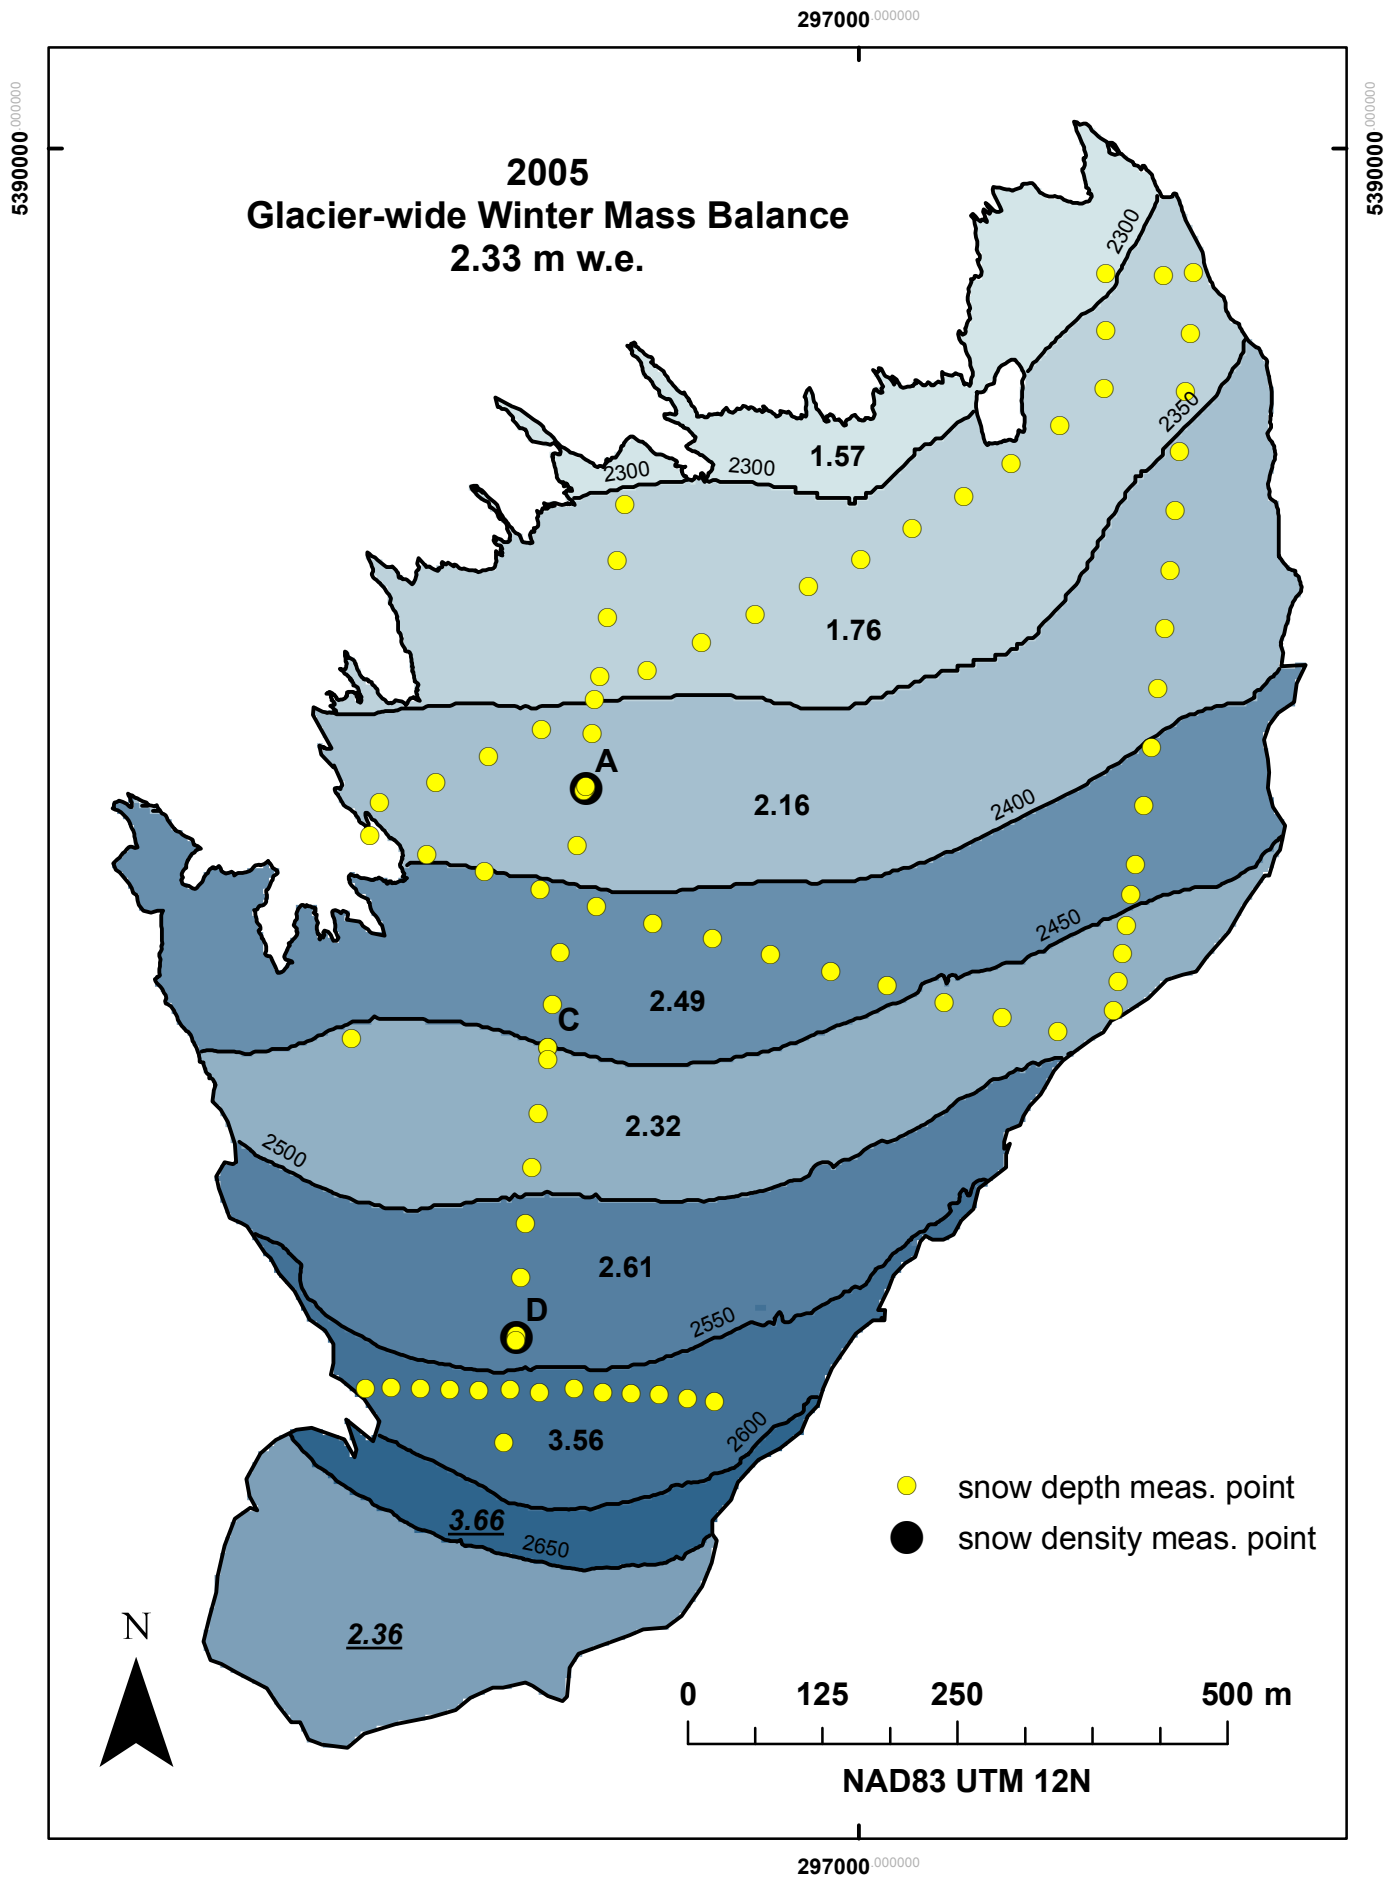 297000.000000
5390000.000000
5390000.000000
2005
Glacier-wide Winter Mass Balance
2.33 m w.e.
2300
2350
1.57
2300
2300
1.76
A
2.16
2400
2450
2.49
C
2.32
2500
2.61
D
2550
3.56
2600
3.66
2650
2.36
snow depth meas. point
snow density meas. point
N
0 125 250 500 m
NAD83 UTM 12N
297000.000000